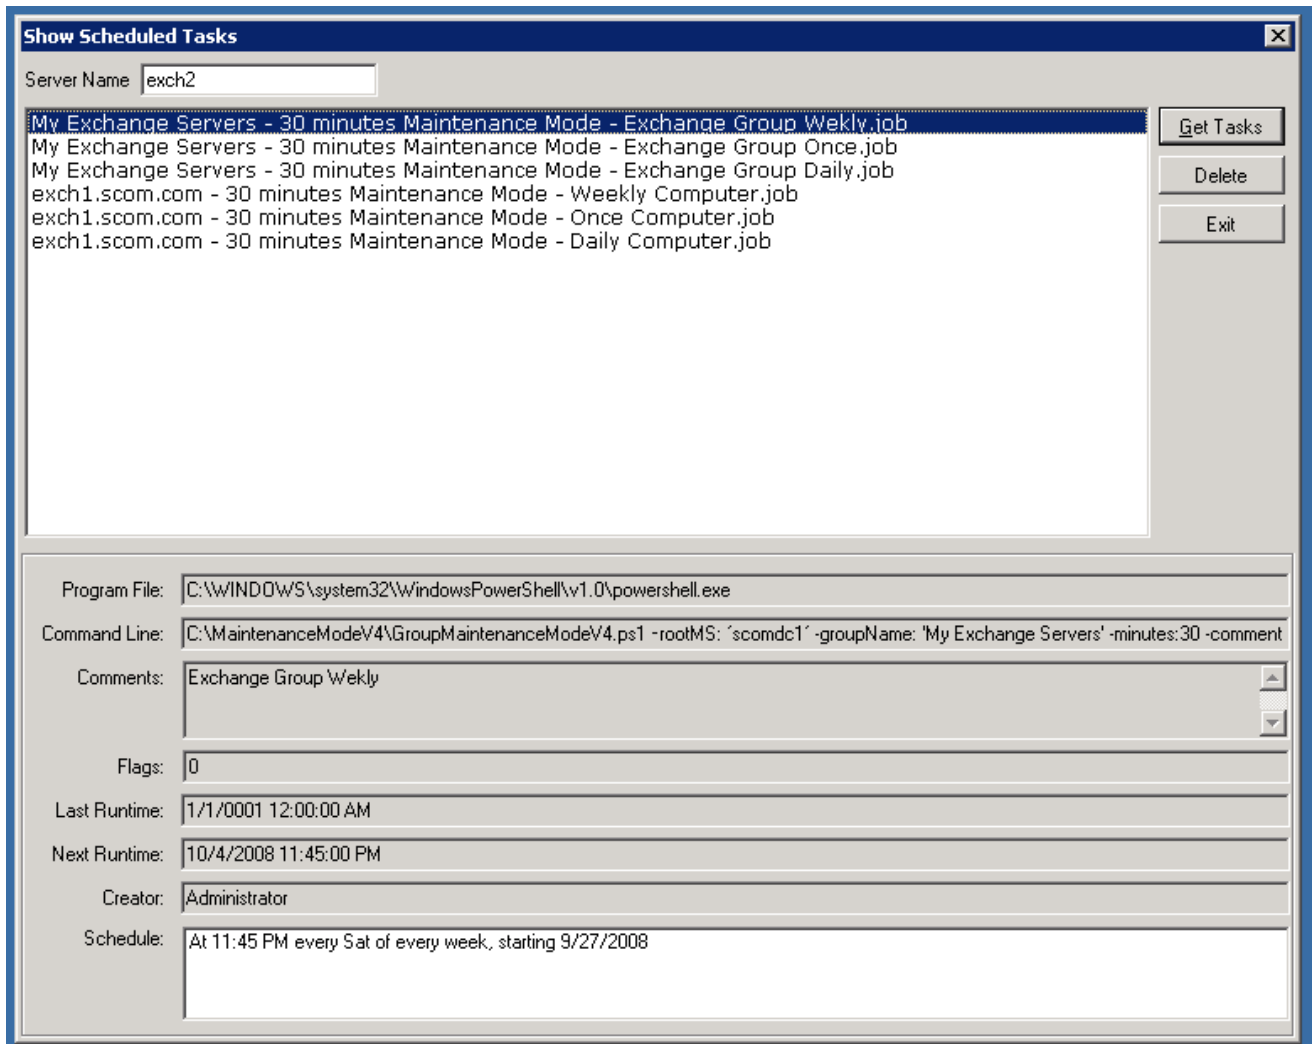 Show Scheduled Tasks
Server Name exch2
My Exchange Servers - 30 minutes Maintenance Mode - Exchange Group Wekly.job
My Exchange Servers - 30 minutes Maintenance Mode - Exchange Group Once.job
My Exchange Servers - 30 minutes Maintenance Mode - Exchange Group Daily.job
exch1.scom.com - 30 minutes Maintenance Mode - Weekly Computer.job
exch1.scom.com - 30 minutes Maintenance Mode - Once Computer.job
exch1.scom.com - 30 minutes Maintenance Mode - Daily Computer.job
Get Tasks
Delete
Exit
Program File: C:\WINDOWS\system32\WindowsPowerShell\v1.0\powershell.exe
Command Line: C:\MaintenanceModeV4\GroupMaintenanceModeV4.ps1 -rootMS: ´scomdc1´ -groupName: 'My Exchange Servers' -minutes:30 -comment
Comments: Exchange Group Wekly
Flags: 0
Last Runtime: 1/1/0001 12:00:00 AM
Next Runtime: 10/4/2008 11:45:00 PM
Creator: Administrator
Schedule: At 11:45 PM every Sat of every week, starting 9/27/2008